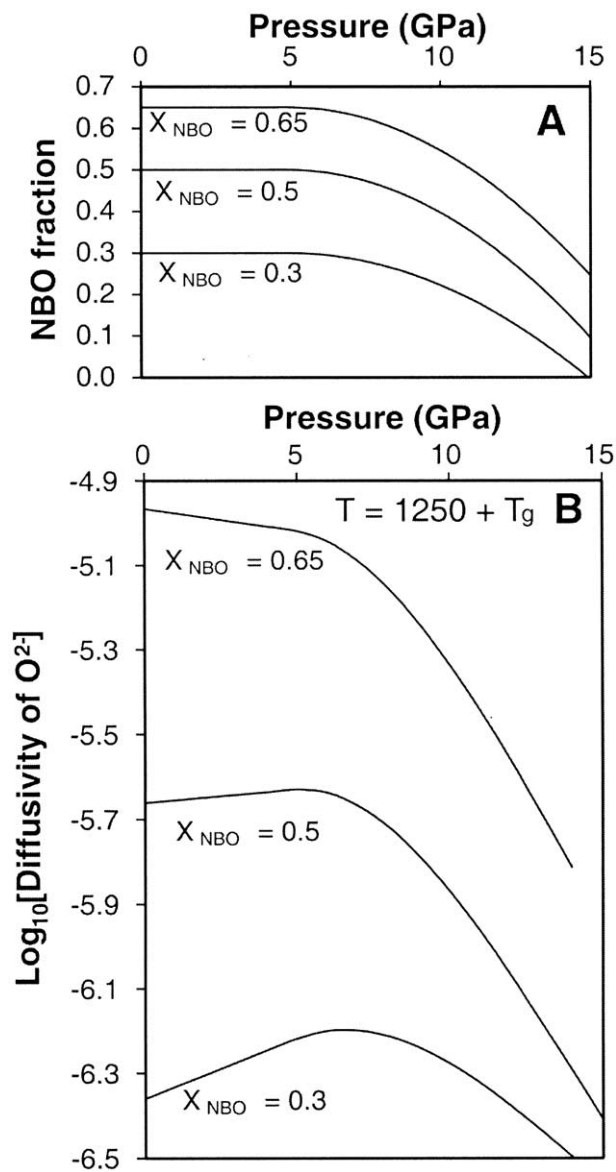 Pressure (GPa)
0 5 10 15
0.7
0.6
0.5
0.4
0.3
0.2
0.1
0.0
NBO fraction
A
X NBO = 0.65
X NBO = 0.5
X NBO = 0.3
Pressure (GPa)
0 5 10 15
-4.9
-5.1
-5.3
-5.5
-5.7
-5.9
-6.1
-6.3
-6.5
Log10[Diffusivity of O2-]
T = 1250 + Tg B
X NBO = 0.65
X NBO = 0.5
X NBO = 0.3